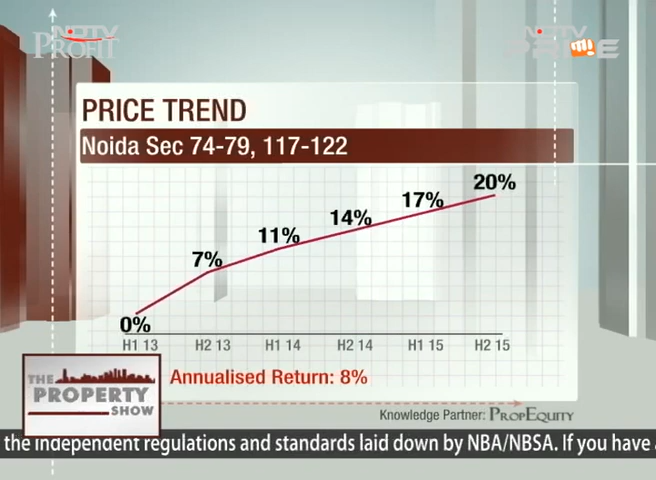 NDTV
PROFIT
NDTV
PRIME
PRICE TREND
Noida Sec 74-79, 117-122
0%
7%
11%
14%
17%
20%
H1 13
H2 13
H1 14
H2 14
H1 15
H2 15
Annualised Return: 8%
THE
PROPERTY
SHOW
Knowledge Partner: PROPEQUITY
the independent regulations and standards laid down by NBA/NBSA. If you have